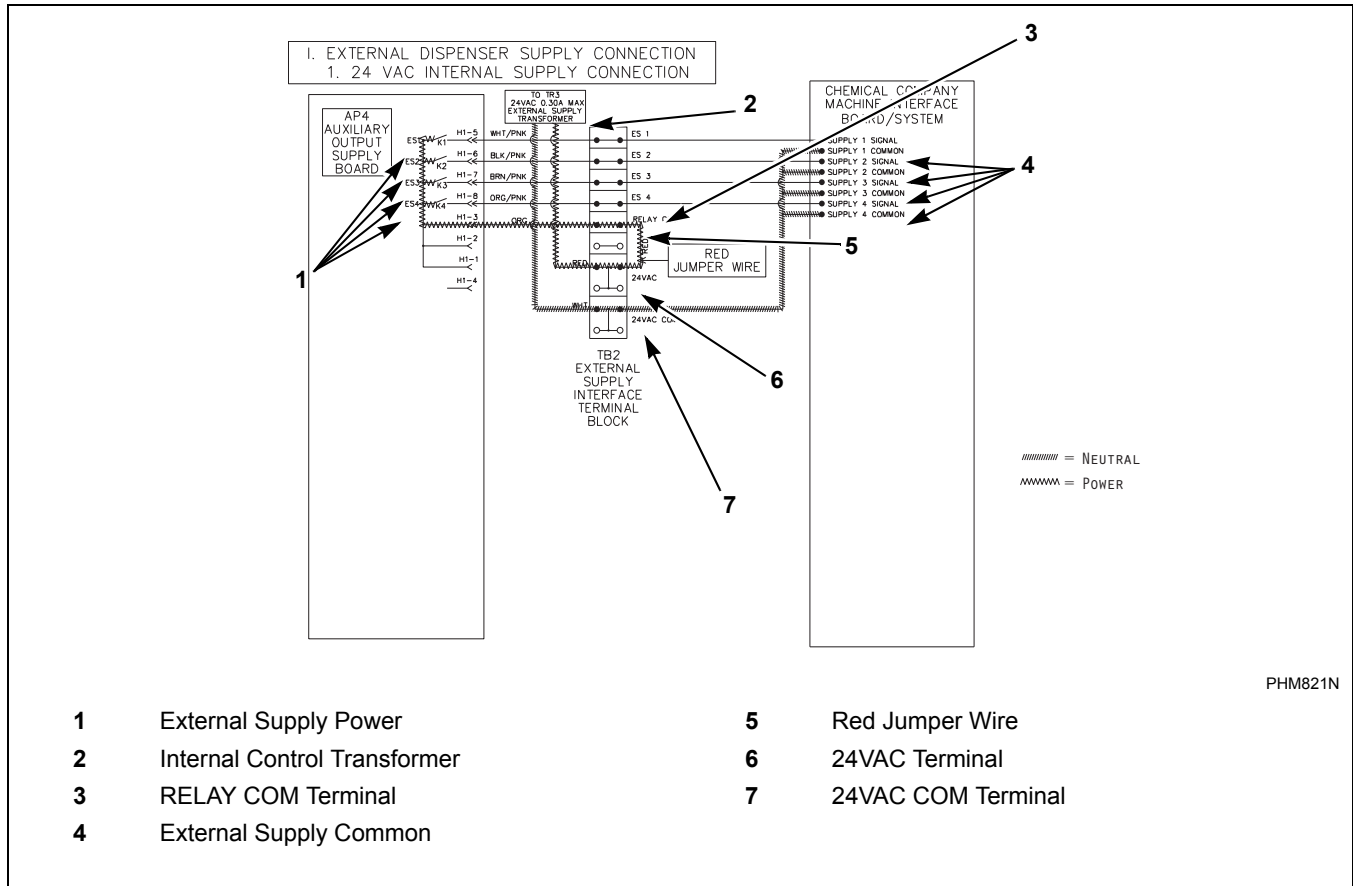 I. EXTERNAL DISPENSER SUPPLY CONNECTION
1. 24 VAC INTERNAL SUPPLY CONNECTION
3
TO TR3
24VAC 0.30A MAX
EXTERNAL SUPPLY
TRANSFORMER
2
AP4
AUXILIARY
OUTPUT
SUPPLY
BOARD
CHEMICAL COMPANY
MACHINE INTERFACE
BOARD/SYSTEM
ES1 K1 H1-5 WHT/PNK ES 1 SUPPLY 1 SIGNAL
SUPPLY 1 COMMON
ES2 K2 H1-6 BLK/PNK ES 2 SUPPLY 2 SIGNAL
SUPPLY 2 COMMON
ES3 K3 H1-7 BRN/PNK ES 3 SUPPLY 3 SIGNAL
SUPPLY 3 COMMON
ES4 K4 H1-8 ORG/PNK ES 4 SUPPLY 4 SIGNAL
SUPPLY 4 COMMON
4
H1-3 ORG RELAY C
H1-2 RED
5
RED
JUMPER WIRE
H1-1 RED
1
H1-4 24VAC
WHT
24VAC CO
6
TB2
EXTERNAL
SUPPLY
INTERFACE
TERMINAL
BLOCK
7
= NEUTRAL
= POWER
PHM821N
1 External Supply Power
2 Internal Control Transformer
3 RELAY COM Terminal
4 External Supply Common
5 Red Jumper Wire
6 24VAC Terminal
7 24VAC COM Terminal